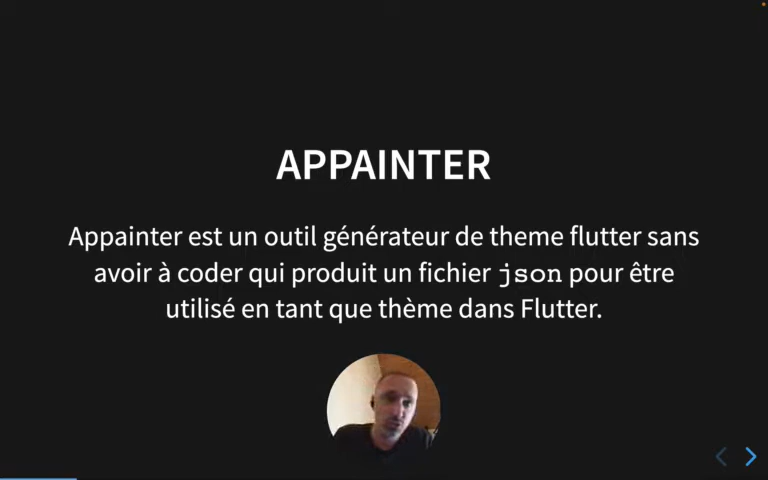 APPAINTER
Appainter est un outil générateur de theme flutter sans
avoir à coder qui produit un fichier json pour être
utilisé en tant que thème dans Flutter.